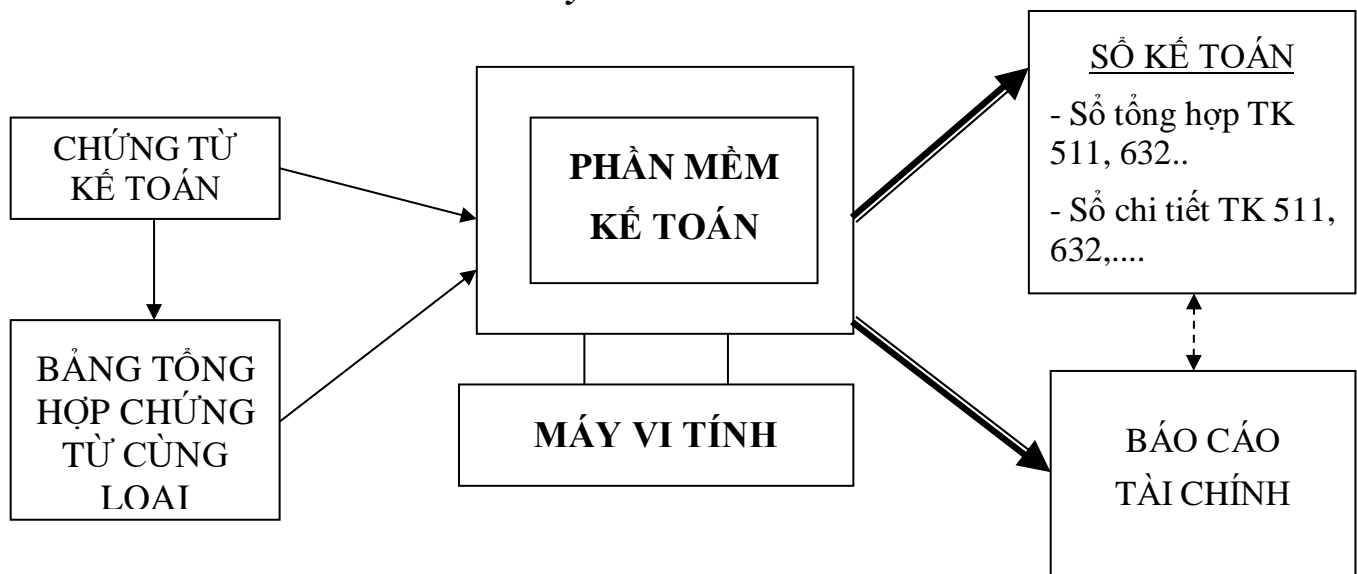 CHỨNG TỪ
KẾ TOÁN
BẢNG TỔNG
HỢP CHỨNG
TỪ CÙNG
LOẠI
PHẦN MỀM
KẾ TOÁN
MÁY VI TÍNH
SỔ KẾ TOÁN
- Sổ tổng hợp TK
511, 632..
- Sổ chi tiết TK 511,
632,....
BÁO CÁO
TÀI CHÍNH